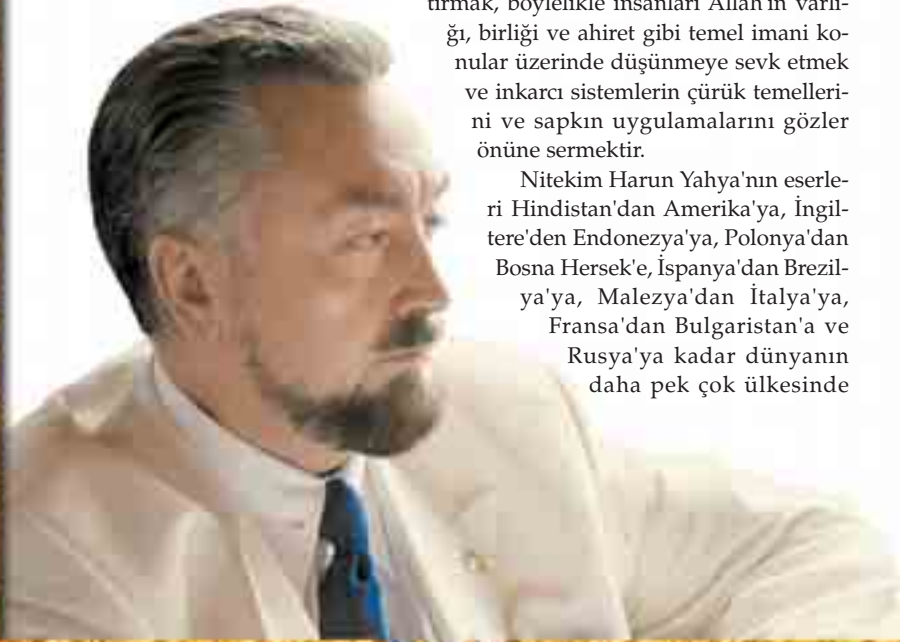 tırmak, böylelikle insanları Allah'ın varlı-
ğı, birliği ve ahiret gibi temel imani ko-
nular üzerinde düşünmeye sevk etmek
ve inkarcı sistemlerin çürük temelleri-
ni ve sapkın uygulamalarını gözler
önüne sermektir.
Nitekim Harun Yahya'nın eserle-
ri Hindistan'dan Amerika'ya, İngil-
tere'den Endonezya'ya, Polonya'dan
Bosna Hersek'e, İspanya'dan Brezil-
ya'ya, Malezya'dan İtalya'ya,
Fransa'dan Bulgaristan'a ve
Rusya'ya kadar dünyanın
daha pek çok ülkesinde